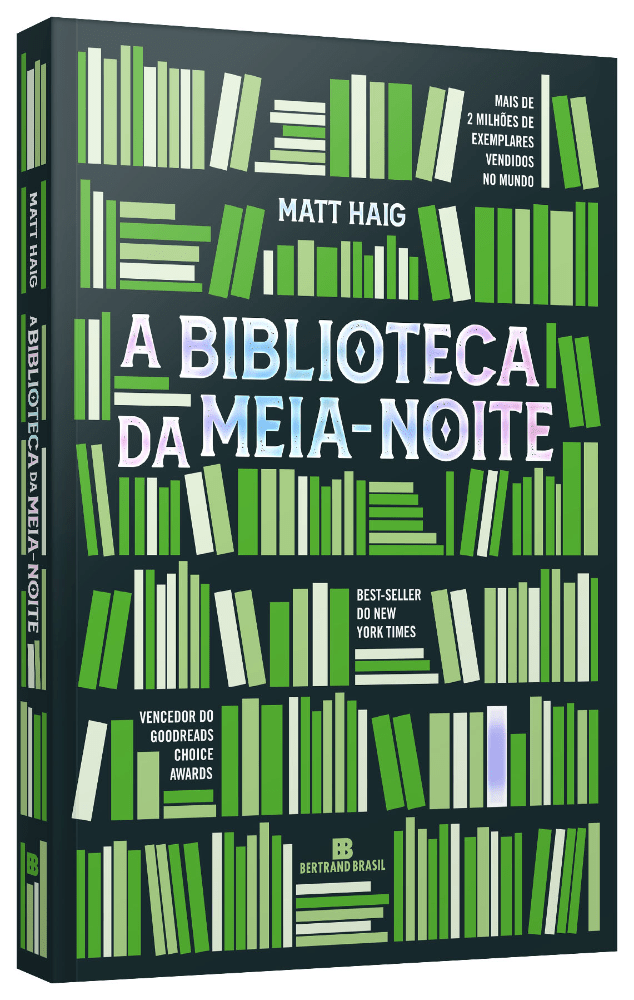 MAIS DE
2 MILHÕES DE
EXEMPLARES
VENDIDOS
NO MUNDO
MATT HAIG
A BIBLIOTECA
DA MEIA-NOITE
BEST-SELLER
DO NEW
YORK TIMES
VENCEDOR DO
GOODREADS
CHOICE
AWARDS
B
BERTRAND BRASIL
MATT HAIG
A BIBLIOTECA DA MEIA-NOITE
B